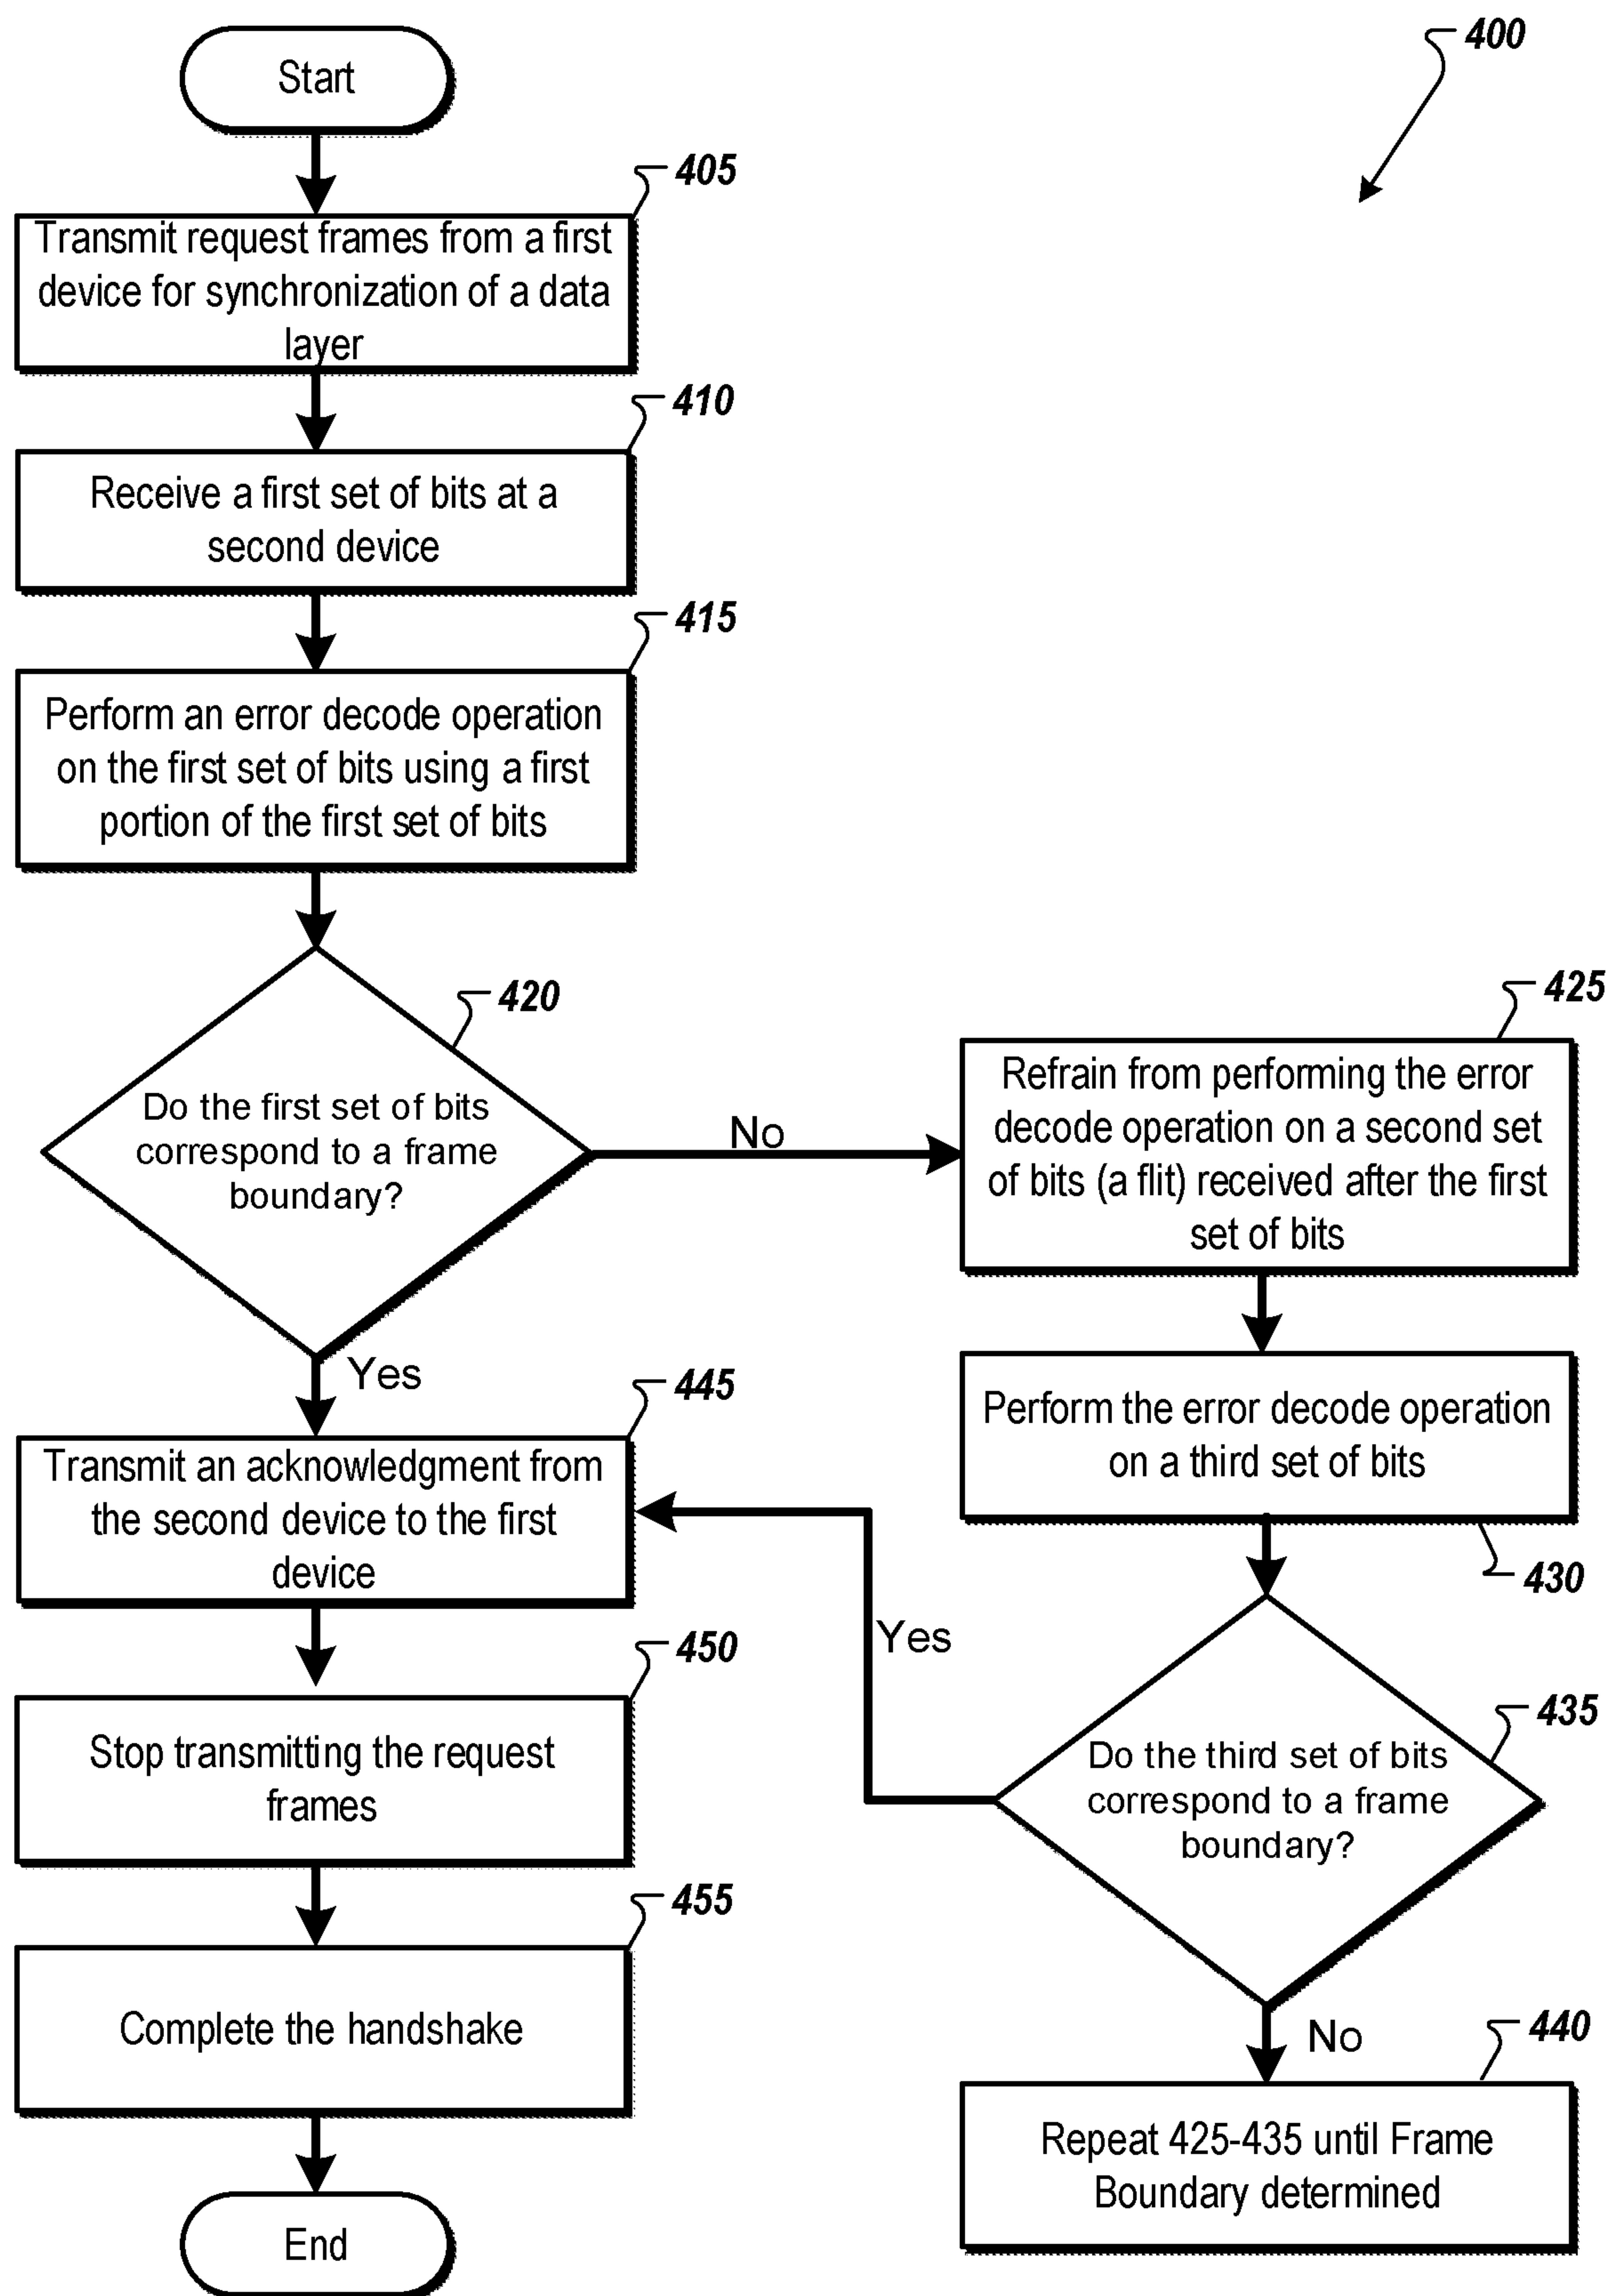 400
Start
405
Transmit request frames from a first
device for synchronization of a data
layer
410
Receive a first set of bits at a
second device
415
Perform an error decode operation
on the first set of bits using a first
portion of the first set of bits
420
Do the first set of bits
correspond to a frame
boundary?
No
Yes
425
Refrain from performing the error
decode operation on a second set
of bits (a flit) received after the first
set of bits
Perform the error decode operation
on a third set of bits
430
435
Do the third set of bits
correspond to a frame
boundary?
Yes
No
440
Repeat 425-435 until Frame
Boundary determined
445
Transmit an acknowledgment from
the second device to the first
device
450
Stop transmitting the request
frames
455
Complete the handshake
End